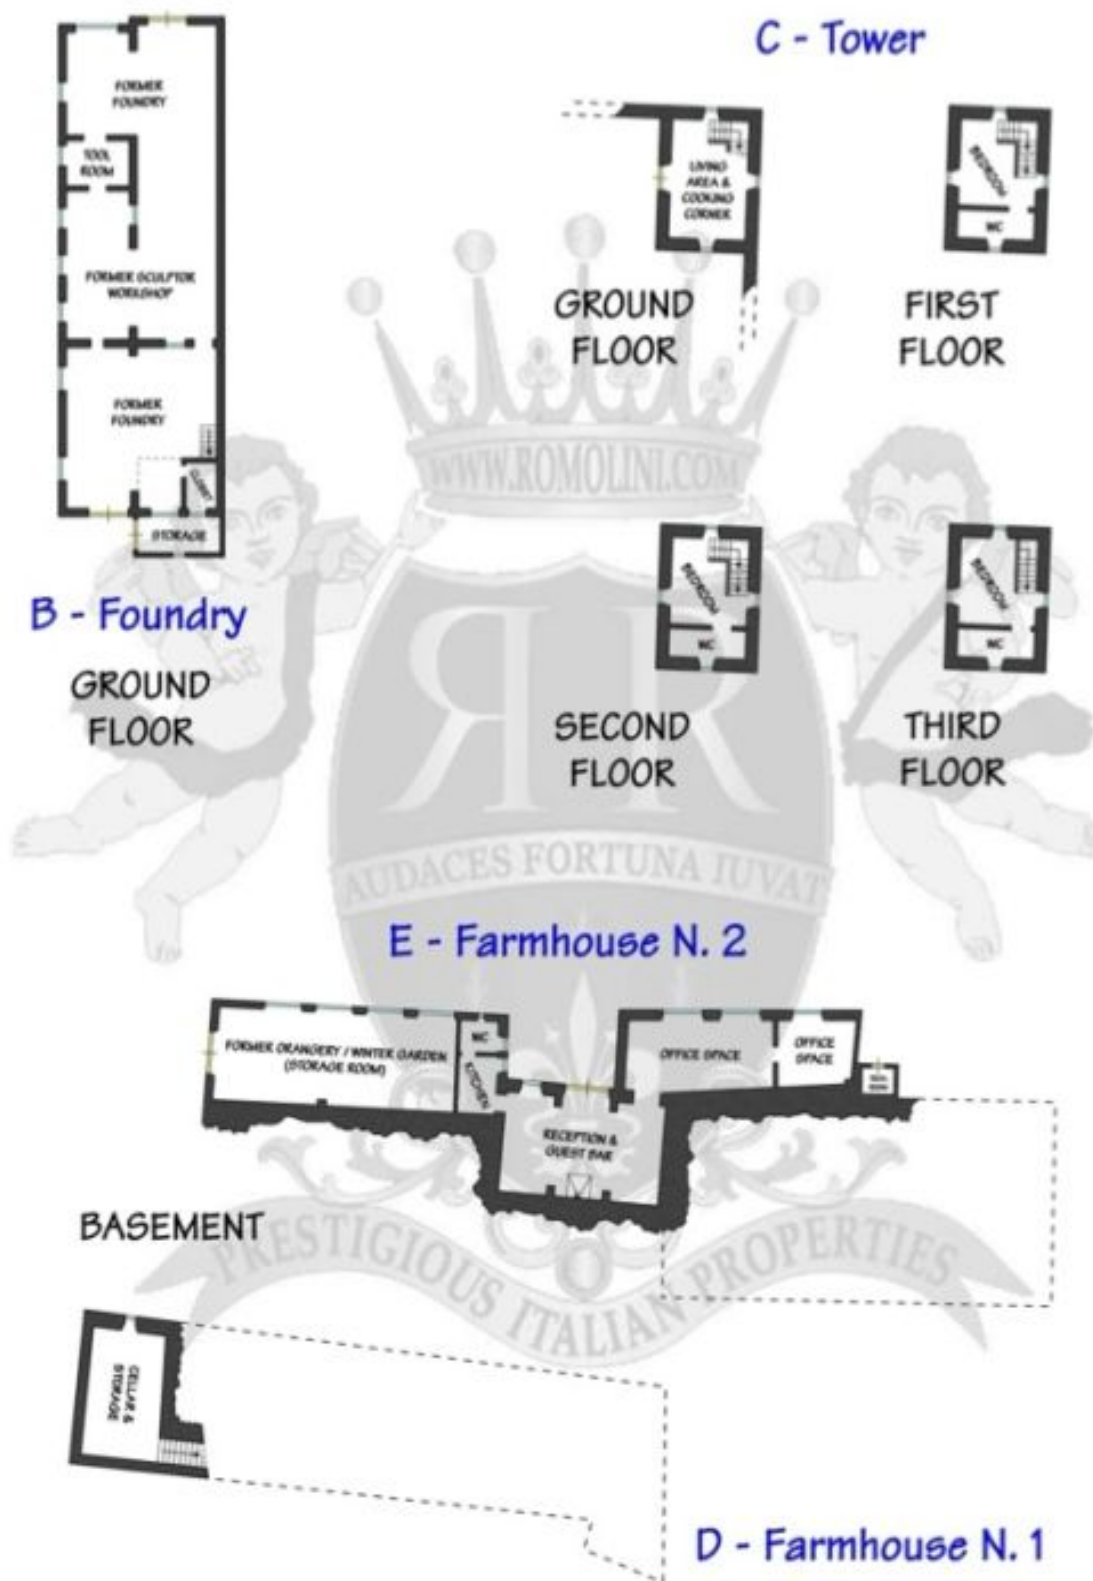 C - Tower
FORMER
FOUNDRY
TOOL
ROOM
FORMER SCULPTOR
WORKSHOP
FORMER
FOUNDRY
CLOSET
STORAGE
B - Foundry
GROUND
FLOOR
LIVING
AREA &
COOKING
CORNER
GROUND
FLOOR
BEDROOM
WC
FIRST
FLOOR
WWW.ROMOLINI.COM
BEDROOM
WC
SECOND
FLOOR
BEDROOM
WC
THIRD
FLOOR
RR
AUDACES FORTUNA IUVAT
E - Farmhouse N. 2
FORMER ORANGERY / WINTER GARDEN
(STORAGE ROOM)
WC
KITCHEN
RECEPTION &
GUEST BAR
OFFICE SPACE
OFFICE
SPACE
BASEMENT
PRESTIGIOUS ITALIAN PROPERTIES
CELLAR &
STORAGE
D - Farmhouse N. 1